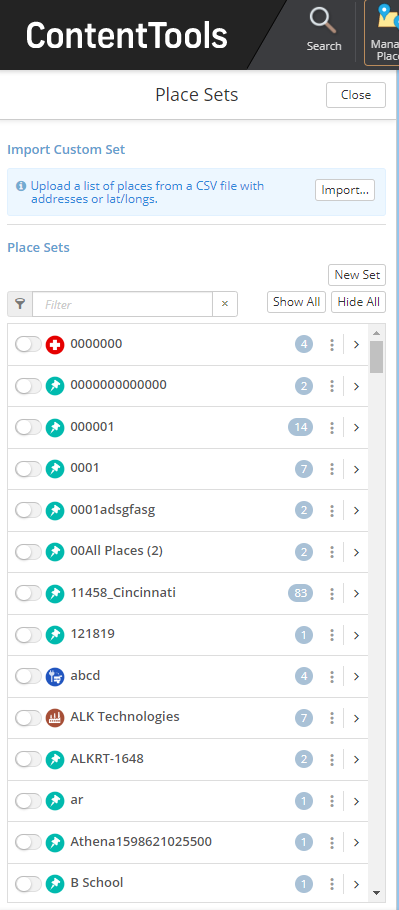 ContentTools
Search
Mana
Place
Place Sets
Close
Import Custom Set
Upload a list of places from a CSV file with
addresses or lat/longs.
Import...
Place Sets
New Set
Filter
×
Show All
Hide All
0000000 4
0000000000000 2
000001 14
0001 7
0001adsgfasg 2
00All Places (2) 2
11458_Cincinnati 83
121819 1
abcd 4
ALK Technologies 7
ALKRT-1648 2
ar 1
Athena1598621025500 1
B School 1